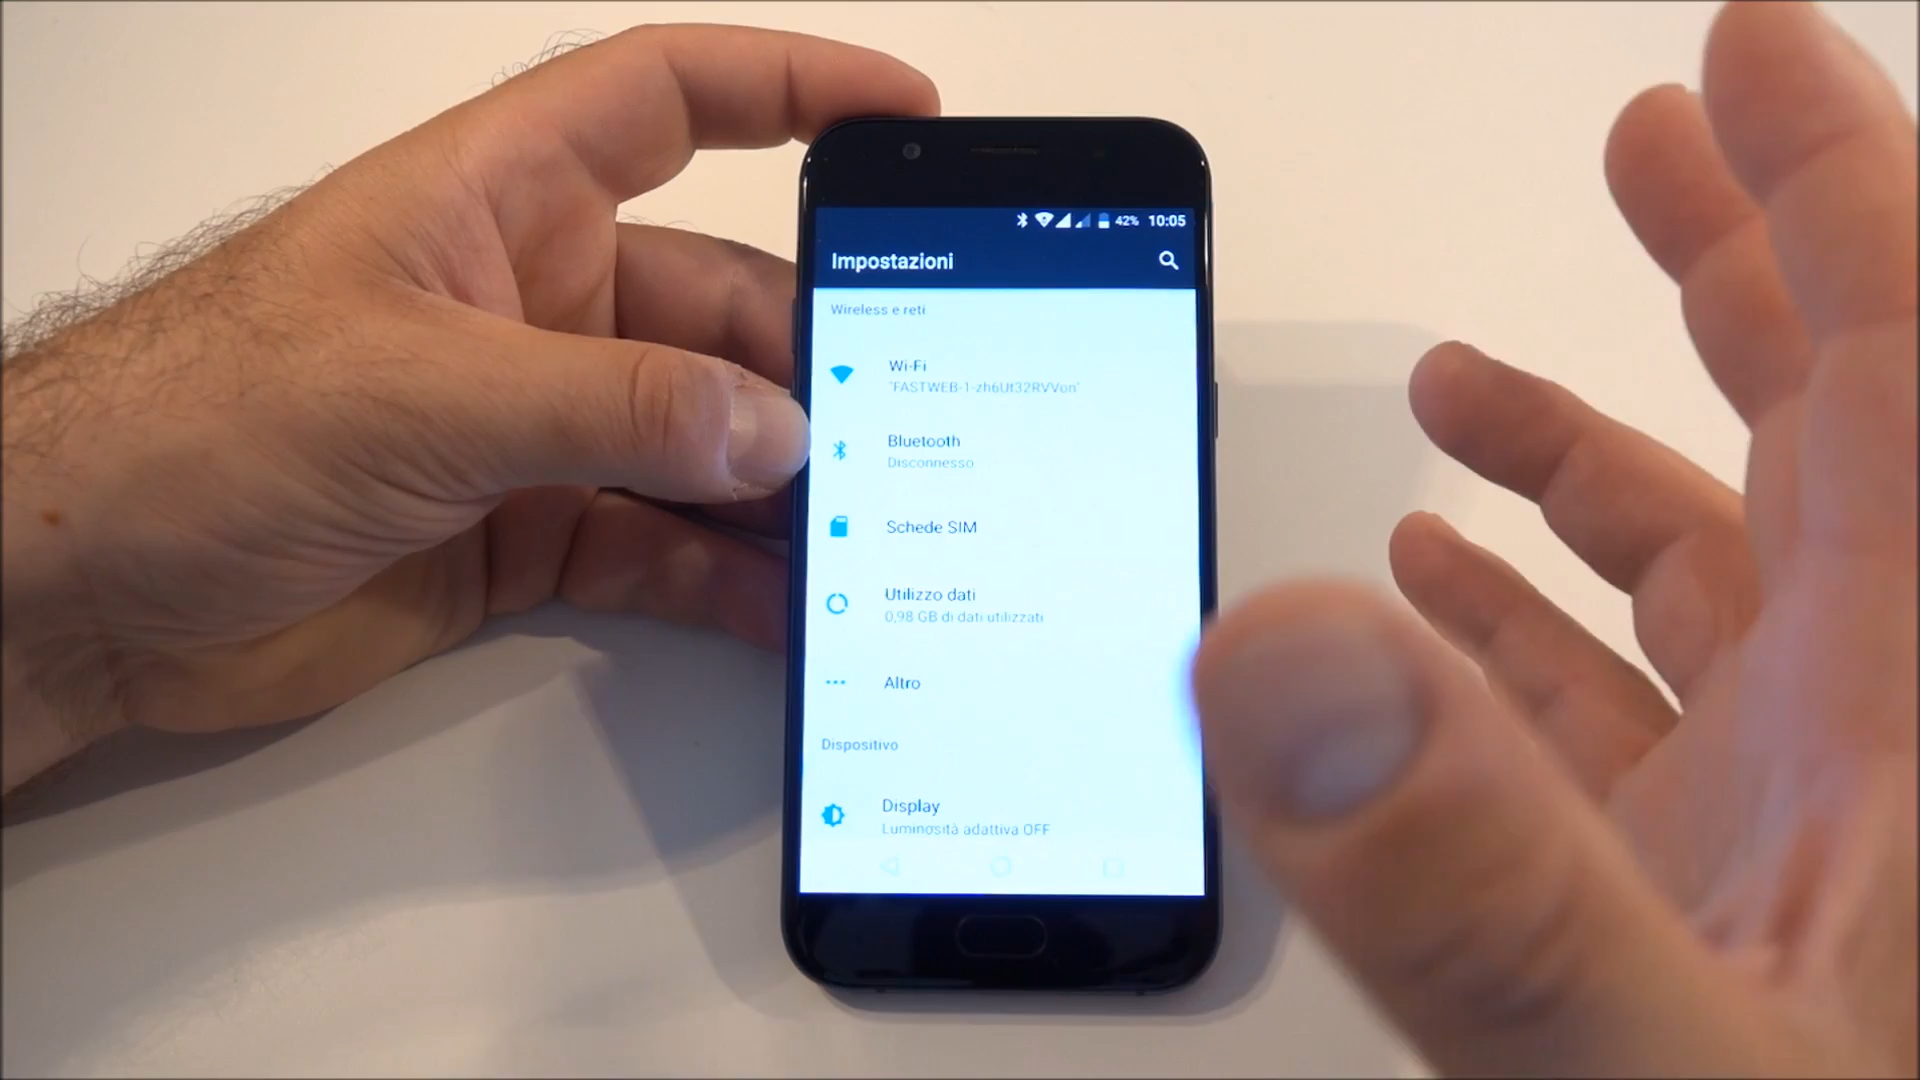 42% 10:05
Impostazioni
Wireless e reti
Wi-Fi
"FASTWEB-1-zh6Ut32RVVon"
Bluetooth
Disconnesso
Schede SIM
Utilizzo dati
0,98 GB di dati utilizzati
Altro
Dispositivo
Display
Luminosità adattiva OFF